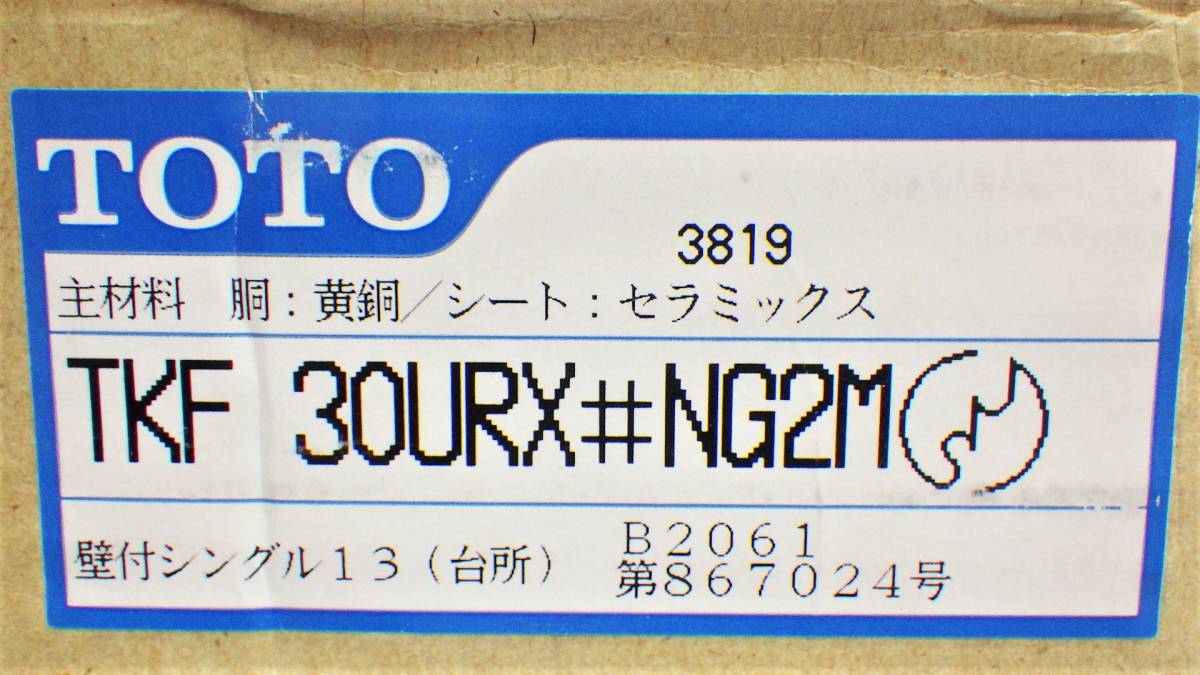 TOTO
3819
主材料 胴：黄銅／シート：セラミックス
TKF 30URX#NG2M
壁付シングル１３（台所）
Ｂ２０６１
第８６７０２４号